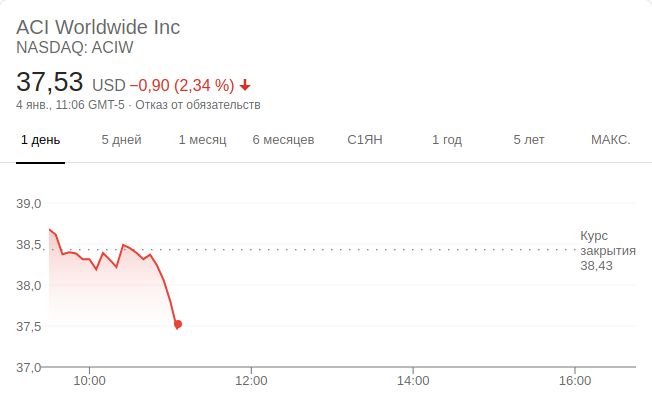 ACI Worldwide Inc
NASDAQ: ACIW
37,53 USD −0,90 (2,34 %)
4 янв., 11:06 GMT-5 · Отказ от обязательств
1 день 5 дней 1 месяц 6 месяцев С1ЯН 1 год 5 лет МАКС.
39,0
38,5
38,0
37,5
37,0
Курс
закрытия
38,43
10:00 12:00 14:00 16:00